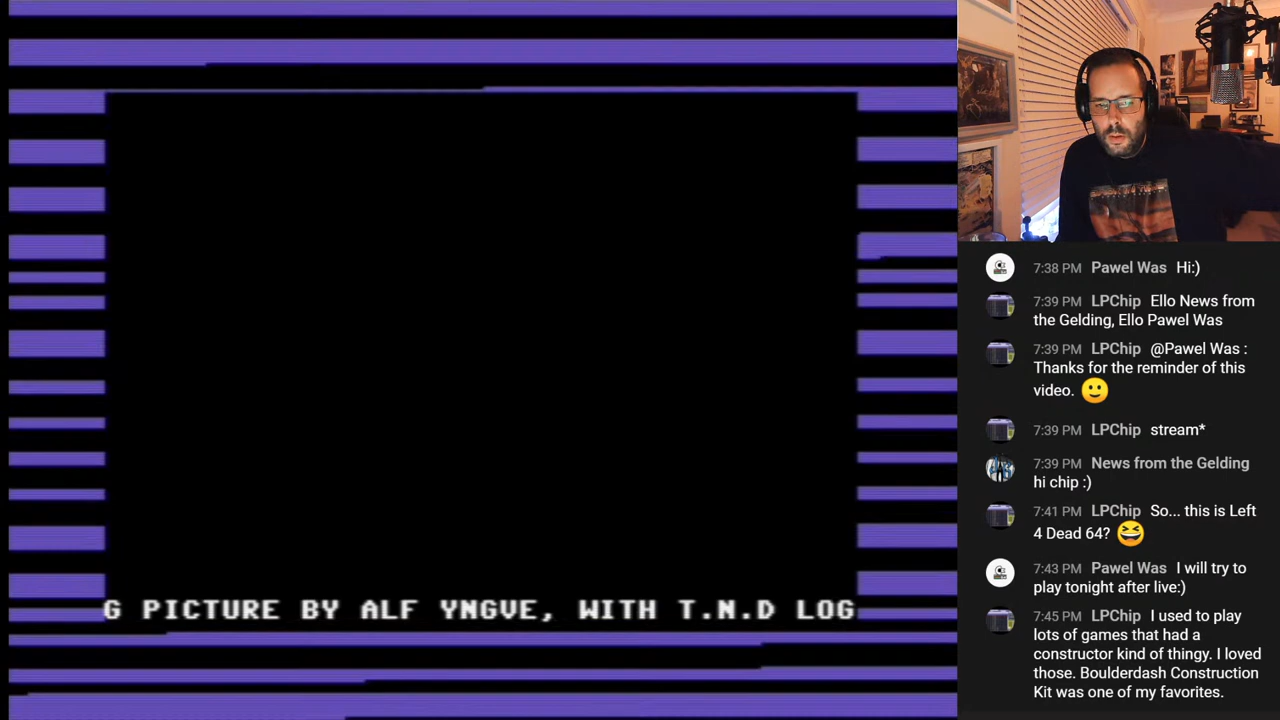 G PICTURE BY ALF YNGVE, WITH T.N.D LOG
7:38 PM Pawel Was Hi:)
7:39 PM LPChip Ello News from
the Gelding, Ello Pawel Was
7:39 PM LPChip @Pawel Was :
Thanks for the reminder of this
video. 🙂
7:39 PM LPChip stream*
7:39 PM News from the Gelding
hi chip :)
7:41 PM LPChip So... this is Left
4 Dead 64? 😆
7:43 PM Pawel Was I will try to
play tonight after live:)
7:45 PM LPChip I used to play
lots of games that had a
constructor kind of thingy. I loved
those. Boulderdash Construction
Kit was one of my favorites.